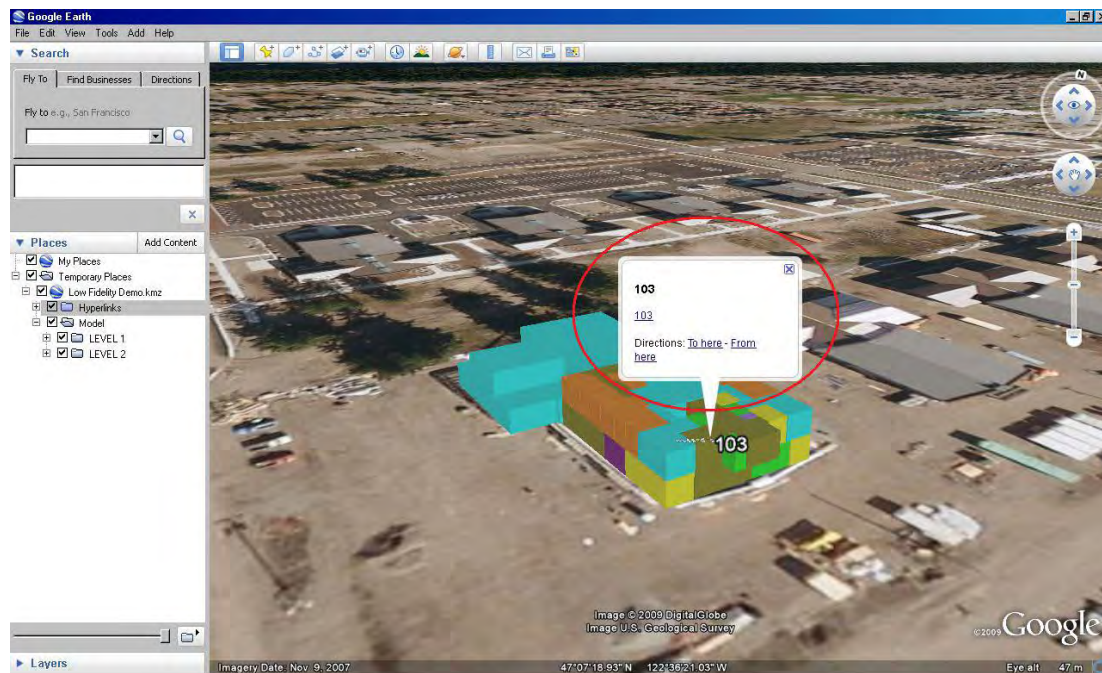 Google Earth
File Edit View Tools Add Help
Search
Fly To Find Businesses Directions
Fly to e.g., San Francisco
Places Add Content
My Places
Temporary Places
Low Fidelity Demo.kmz
Hyperlinks
Model
LEVEL 1
LEVEL 2
Layers
N
103
103
Directions: To here - From
here
103
Image © 2009 DigitalGlobe
Image U.S. Geological Survey
©2009 Google
Imagery Date: Nov 9, 2007 47°07'18.93" N 122°36'21.03" W Eye alt 47 m